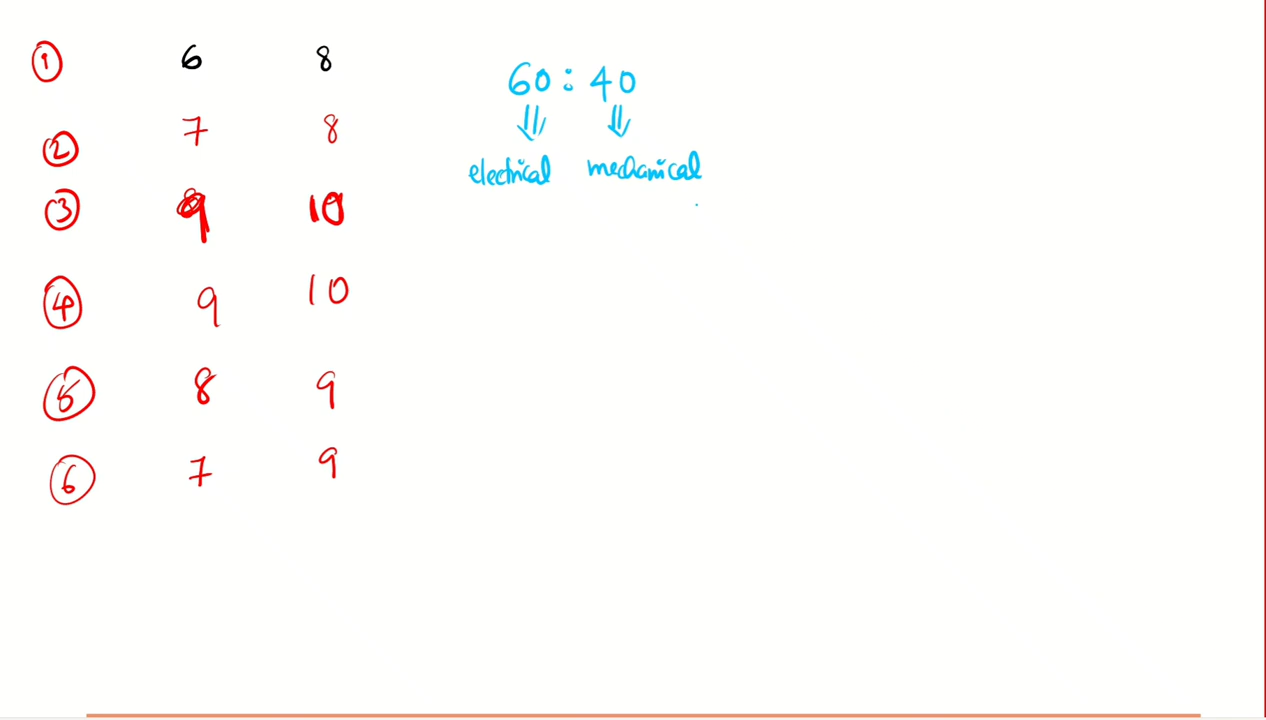 ① 6 8
60 : 40
② 7 8
electrical mechanical
③ 9 10
④ 9 10
⑤ 8 9
⑥ 7 9